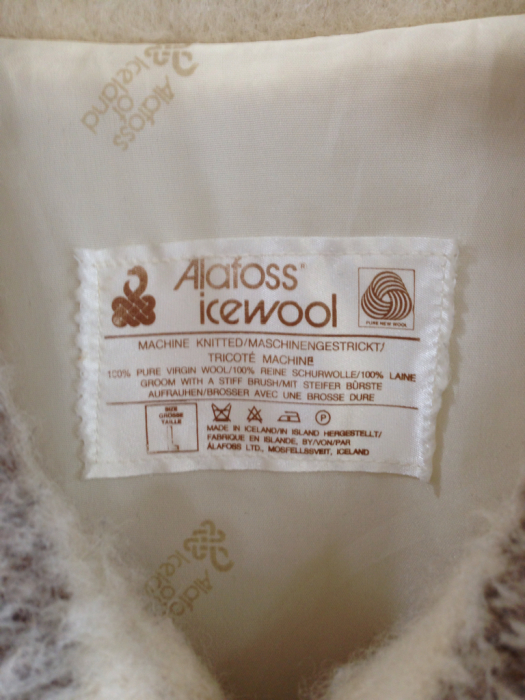 Alafoss
of
Iceland
Alafoss®
icewool
PURE NEW WOOL
MACHINE KNITTED/MASCHINENGESTRICKT/
TRICOTÉ MACHINE
100% PURE VIRGIN WOOL/100% REINE SCHURWOLLE/100% LAINE
GROOM WITH A STIFF BRUSH/MIT STEIFER BÜRSTE
AUFRAUHEN/BROSSER AVEC UNE BROSSE DURE
SIZE
GRÖSSE
TAILLE
L
P
MADE IN ICELAND/IN ISLAND HERGESTELLT/
FABRIQUE EN ISLANDE, BY/VON/PAR
ÁLAFOSS LTD., MOSFELLSSVEIT, ICELAND
Alafoss
Iceland